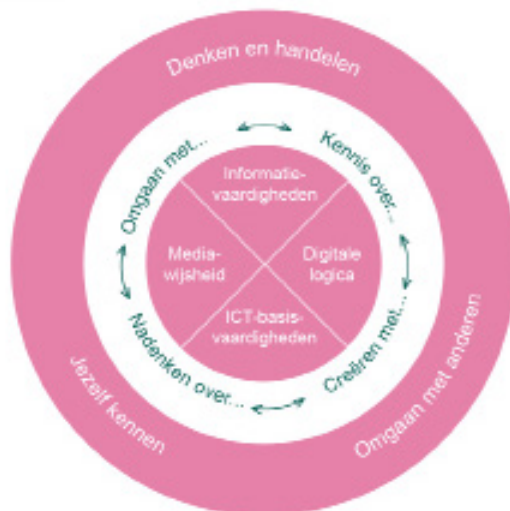 Denken en handelen
Omgaan met...
Kennis over...
Informatie-
vaardigheden
Media-
wijsheid
Digitale
logica
ICT-basis-
vaardigheden
Nadenken over...
Creëren met...
Jezelf kennen
Omgaan met anderen